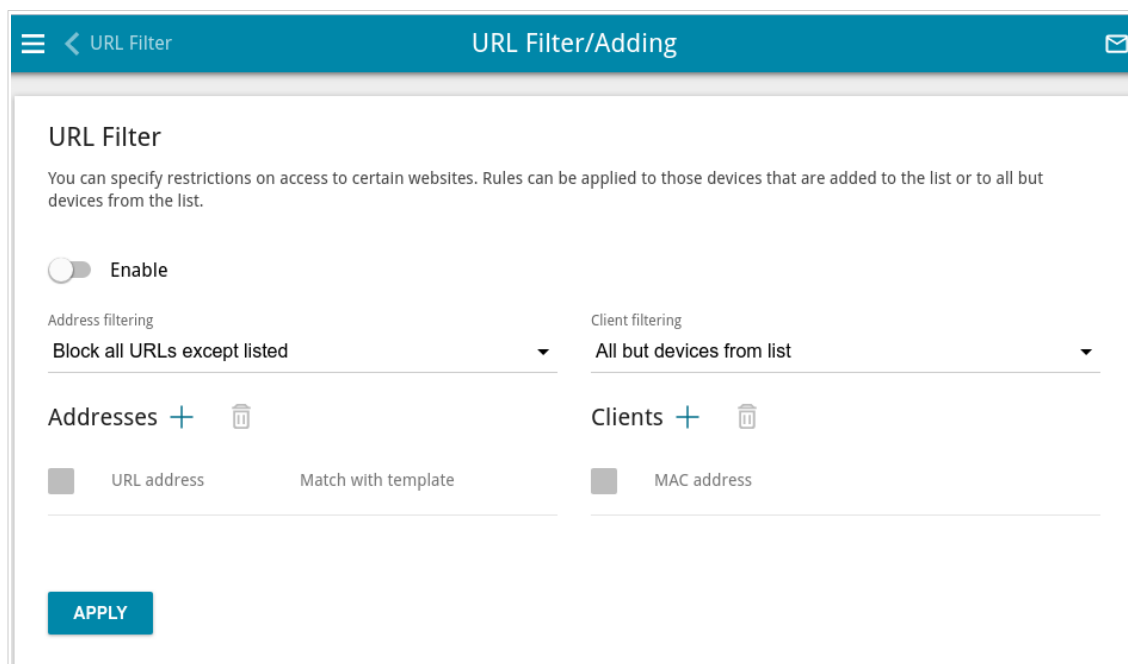 URL Filter
URL Filter/Adding
URL Filter
You can specify restrictions on access to certain websites. Rules can be applied to those devices that are added to the list or to all but
devices from the list.
Enable
Address filtering
Client filtering
Block all URLs except listed
All but devices from list
Addresses
Clients
URL address
Match with template
MAC address
APPLY